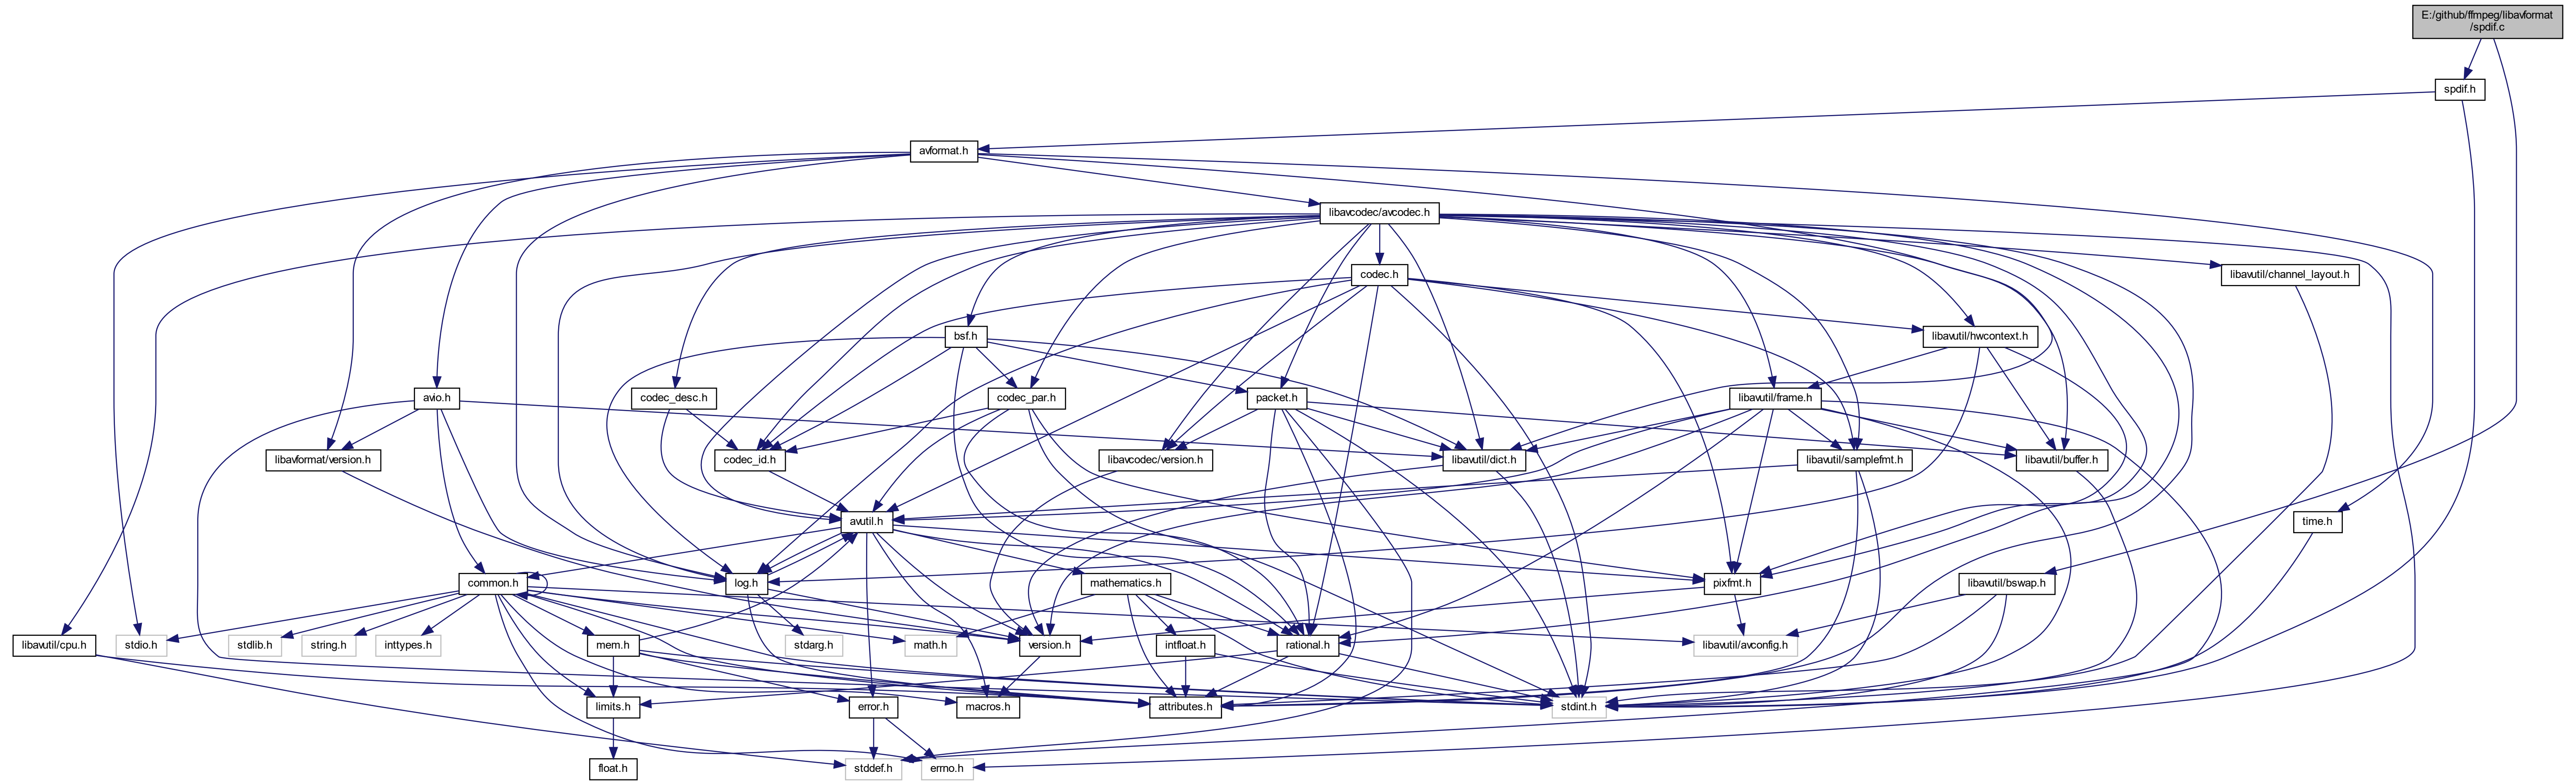 E:/github/ffmpeg/libavformat
/spdif.c
spdif.h
avformat.h
libavcodec/avcodec.h
codec.h
libavutil/channel_layout.h
bsf.h
libavutil/hwcontext.h
avio.h
codec_desc.h
codec_par.h
packet.h
libavutil/frame.h
libavformat/version.h
codec_id.h
libavcodec/version.h
libavutil/dict.h
libavutil/samplefmt.h
libavutil/buffer.h
avutil.h
time.h
common.h
log.h
mathematics.h
pixfmt.h
libavutil/bswap.h
libavutil/cpu.h
stdio.h
stdlib.h
string.h
inttypes.h
mem.h
stdarg.h
math.h
version.h
intfloat.h
rational.h
libavutil/avconfig.h
limits.h
error.h
macros.h
attributes.h
stdint.h
float.h
stddef.h
errno.h